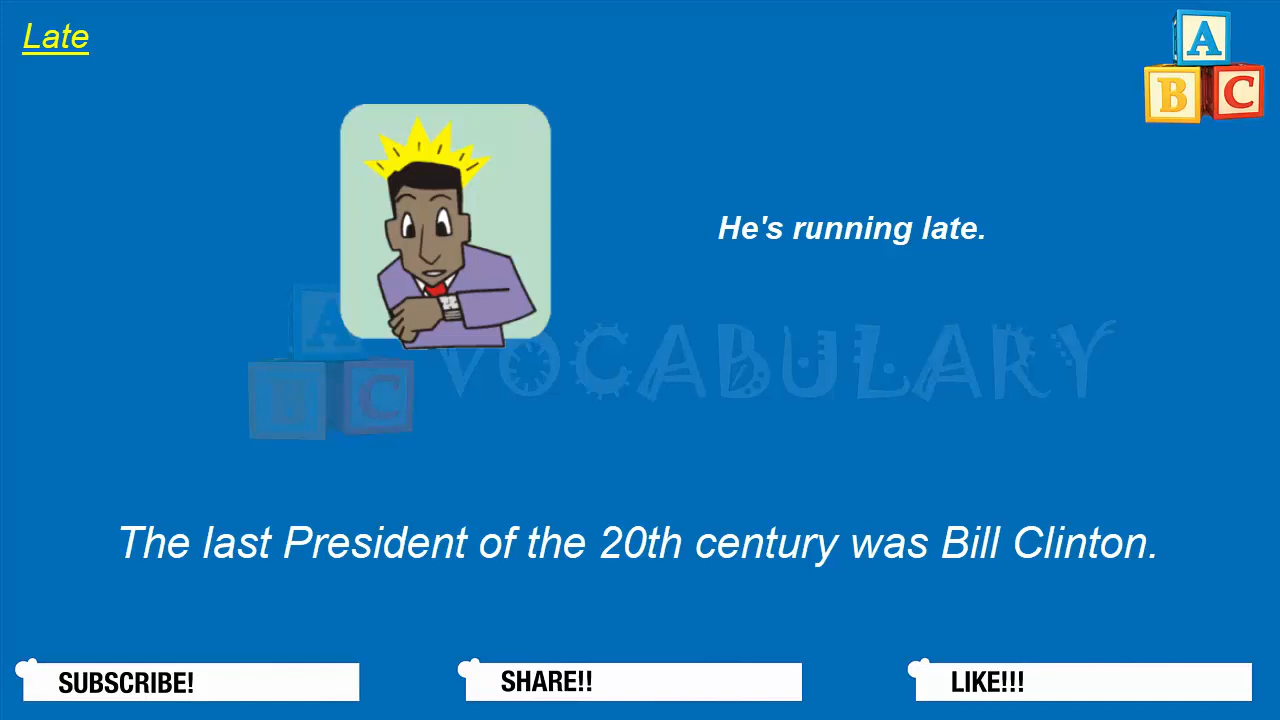 Late
A
B C
He's running late.
A
B C VOCABULARY
The last President of the 20th century was Bill Clinton.
SUBSCRIBE! SHARE!! LIKE!!!